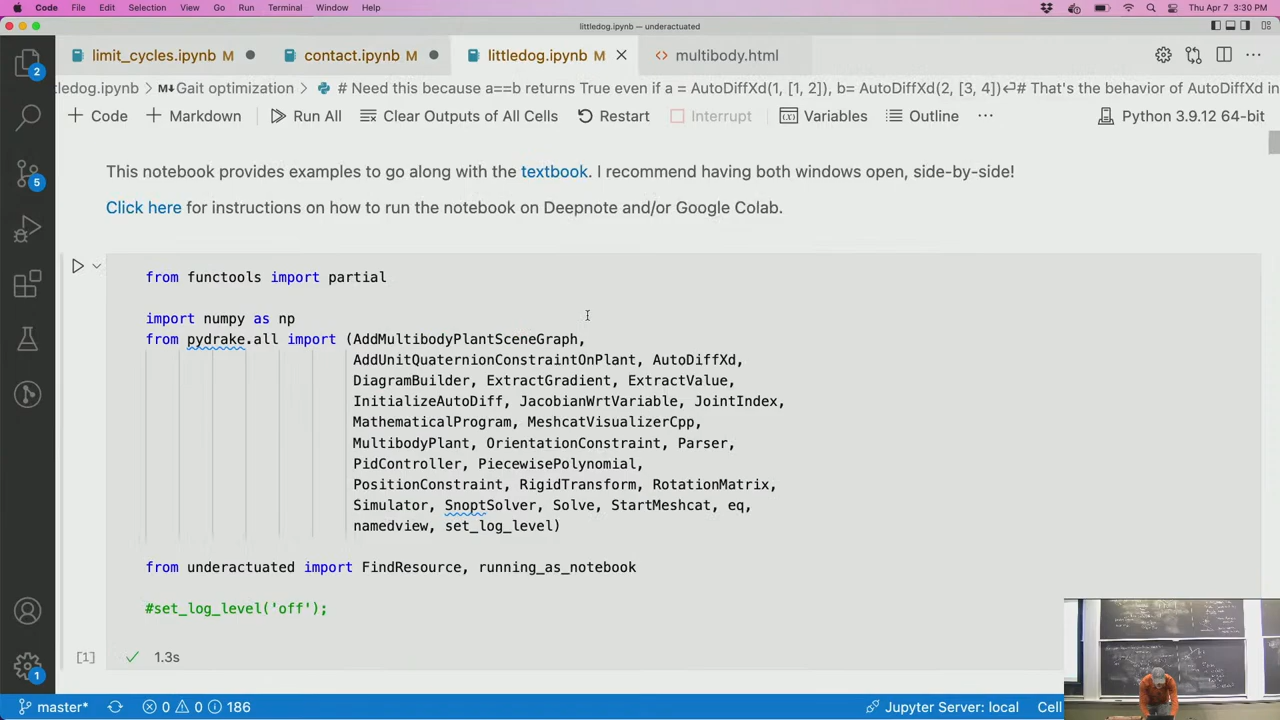 Code File Edit Selection View Go Run Terminal Window Help Thu Apr 7 3:30 PM
littledog.ipynb — underactuated
limit_cycles.ipynb M contact.ipynb M littledog.ipynb M multibody.html
tledog.ipynb > Gait optimization > # Need this because a==b returns True even if a = AutoDiffXd(1, [1, 2]), b= AutoDiffXd(2, [3, 4])↵# That's the behavior of AutoDiffXd in
+ Code + Markdown Run All Clear Outputs of All Cells Restart Interrupt Variables Outline ··· Python 3.9.12 64-bit
This notebook provides examples to go along with the textbook. I recommend having both windows open, side-by-side!
Click here for instructions on how to run the notebook on Deepnote and/or Google Colab.
from functools import partial
import numpy as np
from pydrake.all import (AddMultibodyPlantSceneGraph,
AddUnitQuaternionConstraintOnPlant, AutoDiffXd,
DiagramBuilder, ExtractGradient, ExtractValue,
InitializeAutoDiff, JacobianWrtVariable, JointIndex,
MathematicalProgram, MeshcatVisualizerCpp,
MultibodyPlant, OrientationConstraint, Parser,
PidController, PiecewisePolynomial,
PositionConstraint, RigidTransform, RotationMatrix,
Simulator, SnoptSolver, Solve, StartMeshcat, eq,
namedview, set_log_level)
from underactuated import FindResource, running_as_notebook
#set_log_level('off');
[1] 1.3s
2
5
1
master* 0 0 186 Jupyter Server: local Cell